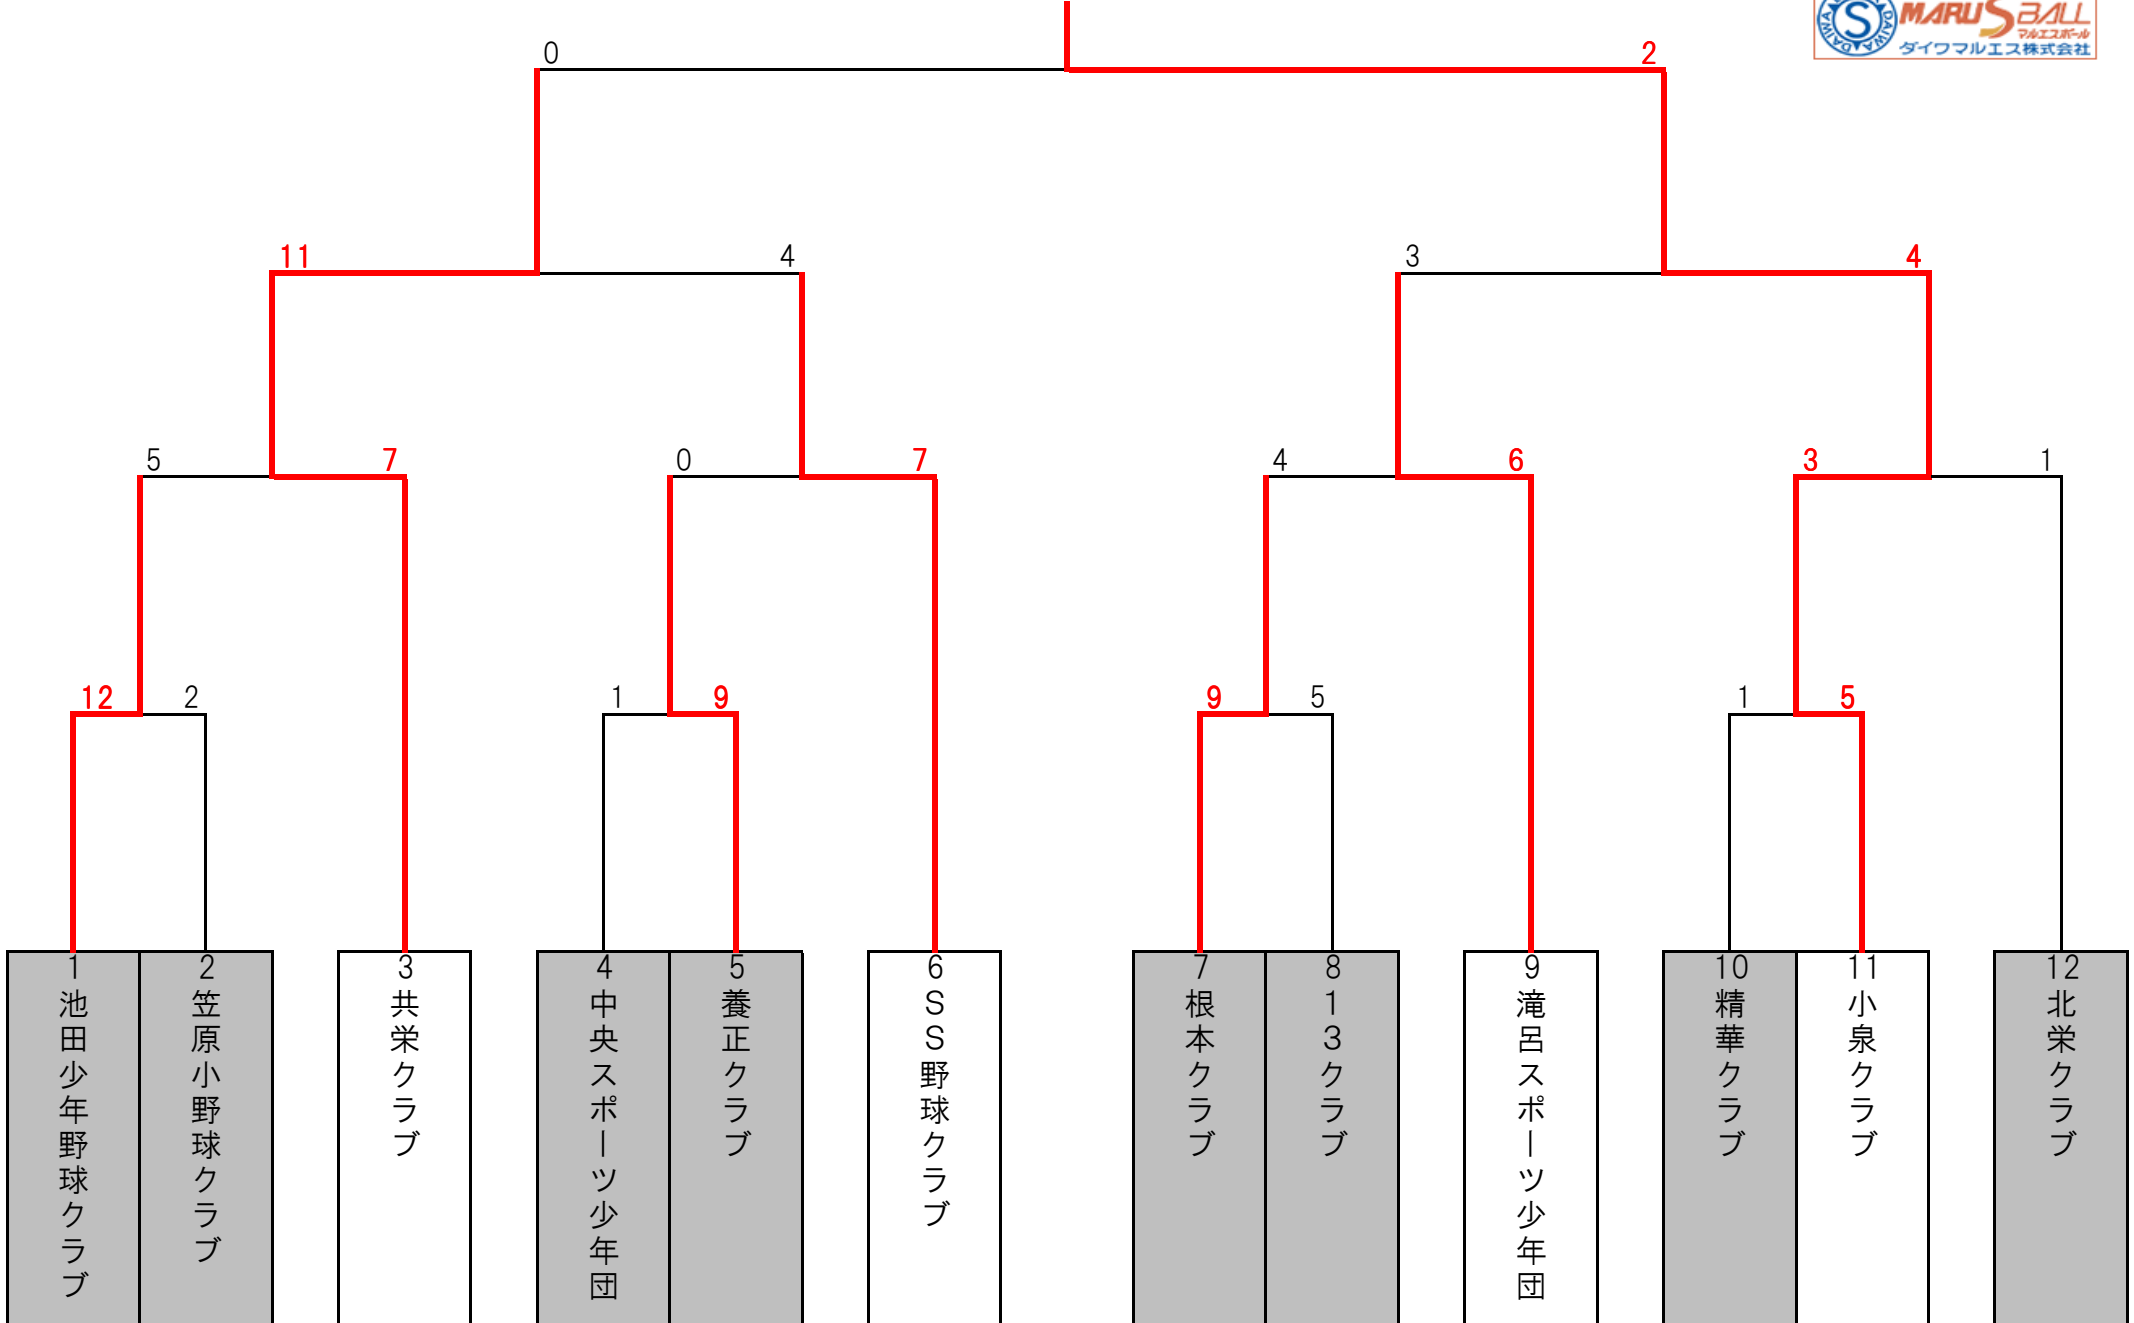 MARUS BALL
マルエスボール
ダイワマルエス株式会社
0
2
11
4
3
4
5
7
0
7
4
6
3
1
12
2
1
9
9
5
1
5
1
池田少年野球クラブ
2
笠原小野球クラブ
3
共栄クラブ
4
中央スポーツ少年団
5
養正クラブ
6
ＳＳ野球クラブ
7
根本クラブ
8
１３クラブ
9
滝呂スポーツ少年団
10
精華クラブ
11
小泉クラブ
12
北栄クラブ